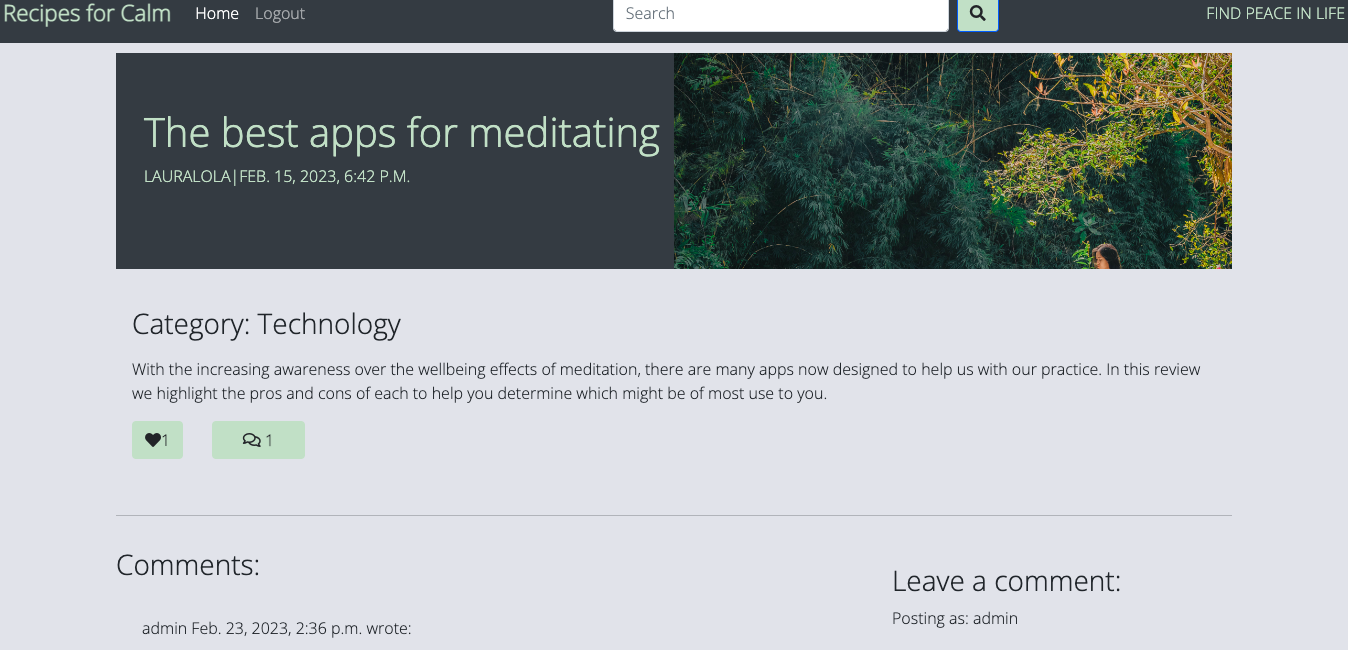 Recipes for Calm Home Logout Search FIND PEACE IN LIFE
The best apps for meditating
LAURALOLA|FEB. 15, 2023, 6:42 P.M.
Category: Technology
With the increasing awareness over the wellbeing effects of meditation, there are many apps now designed to help us with our practice. In this review
we highlight the pros and cons of each to help you determine which might be of most use to you.
1 1
Comments:
Leave a comment:
Posting as: admin
admin Feb. 23, 2023, 2:36 p.m. wrote: